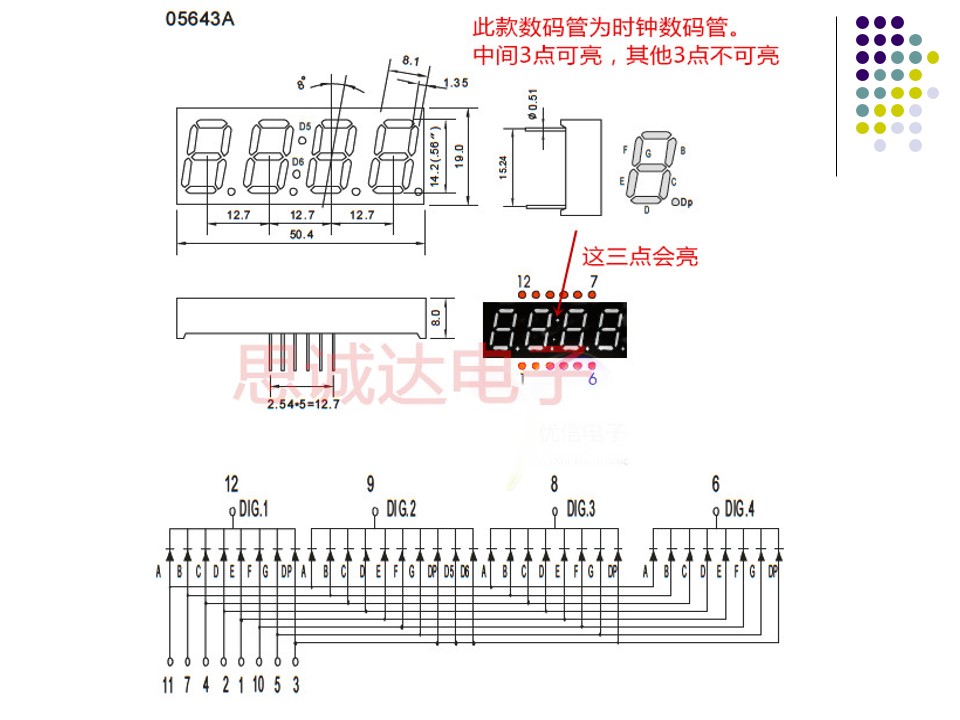 05643A
此款数码管为时钟数码管。
中间3点可亮，其他3点不可亮
8.1
8°
1.35
D5
D6
14.2(.56")
19.0
12.7
12.7
12.7
50.4
Ø0.51
15.24
F
G
B
E
C
D
Dp
这三点会亮
12
7
1
6
8.0
2.54*5=12.7
思诚达电子
优信电子
12
9
8
6
DIG.1
DIG.2
DIG.3
DIG.4
A B C D E F G DP A B C D E F G DP D5 D6 A B C D E F G DP A B C D E F G DP
11 7 4 2 1 10 5 3